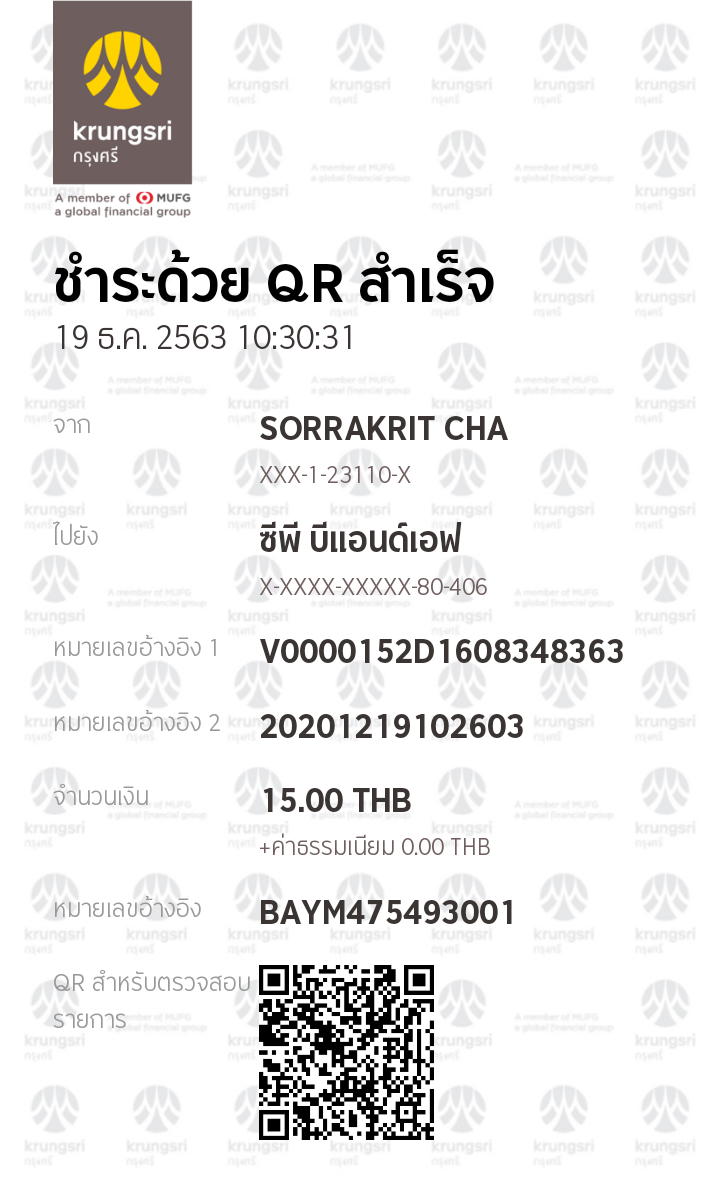 krungsri
กรุงศรี
A member of MUFG
a global financial group
ชำระด้วย QR สำเร็จ
19 ธ.ค. 2563 10:30:31
จาก
SORRAKRIT CHA
XXX-1-23110-X
ไปยัง
ซีพี บีแอนด์เอฟ
X-XXXX-XXXXX-80-406
หมายเลขอ้างอิง 1
V0000152D1608348363
หมายเลขอ้างอิง 2
20201219102603
จำนวนเงิน
15.00 THB
+ค่าธรรมเนียม 0.00 THB
หมายเลขอ้างอิง
BAYM475493001
QR สำหรับตรวจสอบ
รายการ